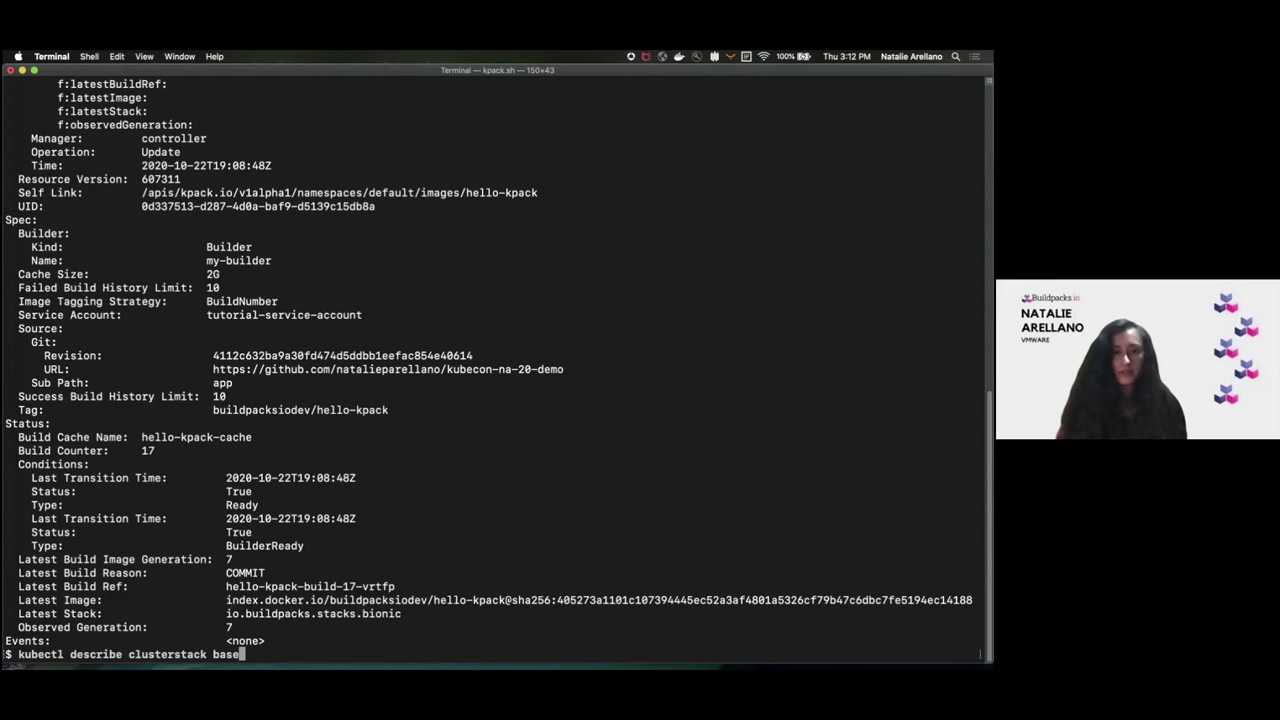 Terminal Shell Edit View Window Help 100% Thu 3:12 PM Natalie Arellano
Terminal — kpack.sh — 150×43
f:latestBuildRef:
f:latestImage:
f:latestStack:
f:observedGeneration:
Manager: controller
Operation: Update
Time: 2020-10-22T19:08:48Z
Resource Version: 607311
Self Link: /apis/kpack.io/v1alpha1/namespaces/default/images/hello-kpack
UID: 0d337513-d287-4d0a-baf9-d5139c15db8a
Spec:
Builder:
Kind: Builder
Name: my-builder
Cache Size: 2G
Failed Build History Limit: 10
Image Tagging Strategy: BuildNumber
Service Account: tutorial-service-account
Source:
Git:
Revision: 4112c632ba9a30fd474d5ddbb1eefac854e40614
URL: https://github.com/natalieparellano/kubecon-na-20-demo
Sub Path: app
Success Build History Limit: 10
Tag: buildpacksiodev/hello-kpack
Status:
Build Cache Name: hello-kpack-cache
Build Counter: 17
Conditions:
Last Transition Time: 2020-10-22T19:08:48Z
Status: True
Type: Ready
Last Transition Time: 2020-10-22T19:08:48Z
Status: True
Type: BuilderReady
Latest Build Image Generation: 7
Latest Build Reason: COMMIT
Latest Build Ref: hello-kpack-build-17-vrtfp
Latest Image: index.docker.io/buildpacksiodev/hello-kpack@sha256:405273a1101c107394445ec52a3af4801a5326cf79b47c6dbc7fe5194ec14188
Latest Stack: io.buildpacks.stacks.bionic
Observed Generation: 7
Events: <none>
$ kubectl describe clusterstack base
Buildpacks.io
NATALIE
ARELLANO
VMWARE